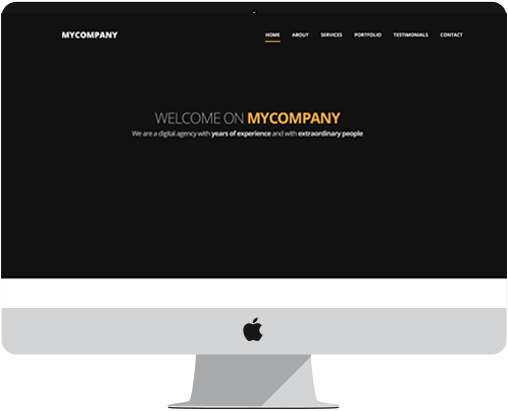 MYCOMPANY
HOME ABOUT SERVICES PORTFOLIO TESTIMONIALS CONTACT
WELCOME ON MYCOMPANY
We are a digital agency with years of experience and with extraordinary people